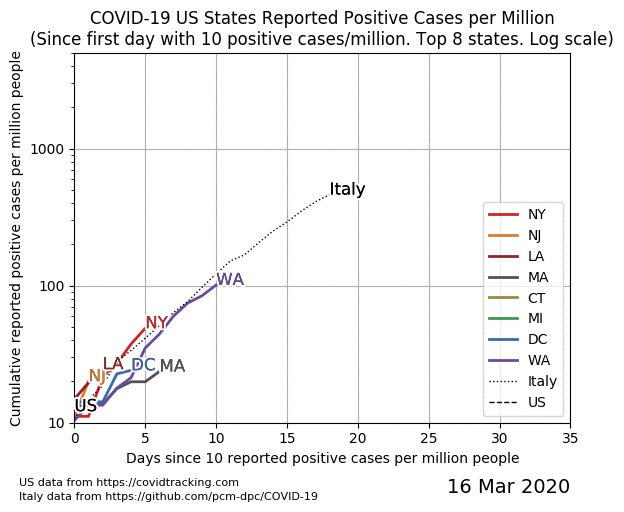 COVID-19 US States Reported Positive Cases per Million
(Since first day with 10 positive cases/million. Top 8 states. Log scale)
Cumulative reported positive cases per million people
1000
100
10
Italy
WA
NY
LA
DC
MA
NJ
US
NY
NJ
LA
MA
CT
MI
DC
WA
Italy
US
0 5 10 15 20 25 30 35
Days since 10 reported positive cases per million people
US data from https://covidtracking.com
Italy data from https://github.com/pcm-dpc/COVID-19
16 Mar 2020